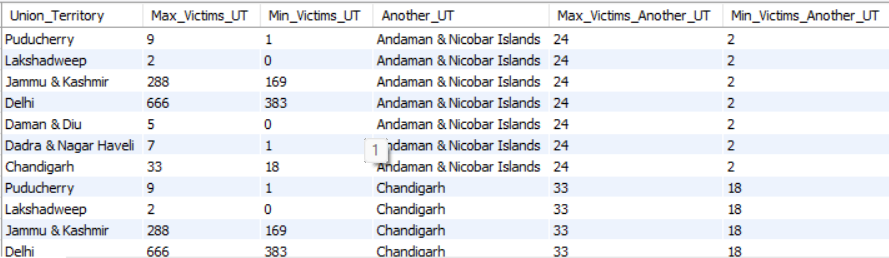 Union_Territory Max_Victims_UT Min_Victims_UT Another_UT Max_Victims_Another_UT Min_Victims_Another_UT
Puducherry 9 1 Andaman & Nicobar Islands 24 2
Lakshadweep 2 0 Andaman & Nicobar Islands 24 2
Jammu & Kashmir 288 169 Andaman & Nicobar Islands 24 2
Delhi 666 383 Andaman & Nicobar Islands 24 2
Daman & Diu 5 0 Andaman & Nicobar Islands 24 2
Dadra & Nagar Haveli 7 1 1 Andaman & Nicobar Islands 24 2
Chandigarh 33 18 Andaman & Nicobar Islands 24 2
Puducherry 9 1 Chandigarh 33 18
Lakshadweep 2 0 Chandigarh 33 18
Jammu & Kashmir 288 169 Chandigarh 33 18
Delhi 666 383 Chandigarh 33 18